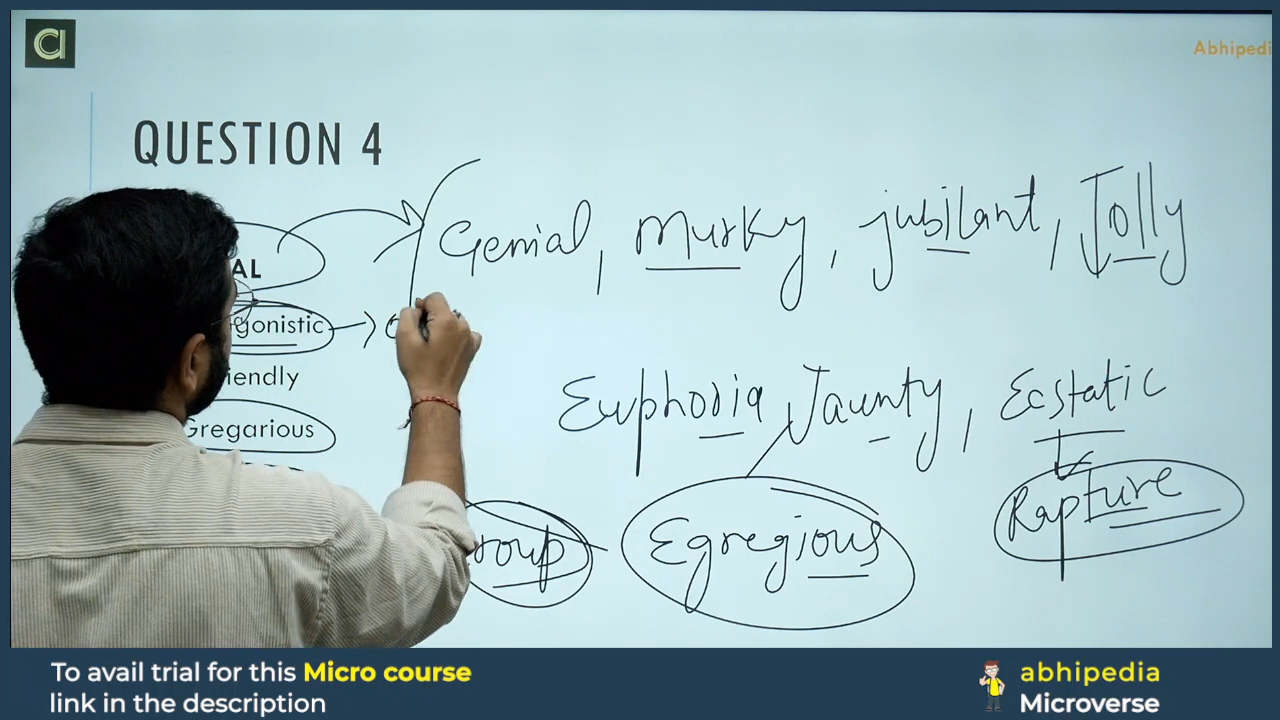 Abhipedi
QUESTION 4
Genial, Murky, jubilant, Jolly
AL
gonistic
iendly
Euphoria Jaunty, Ecstatic
Gregarious
Rapture
roup Egregious
To avail trial for this Micro course
link in the description
abhipedia
Microverse